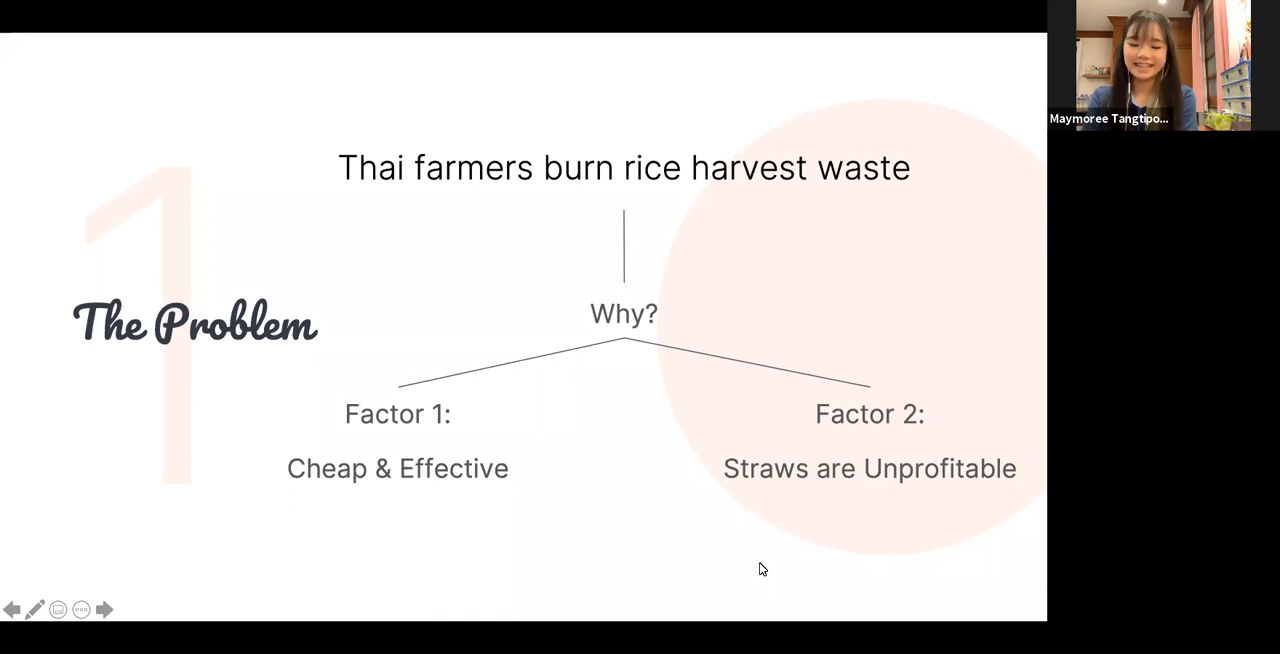 Thai farmers burn rice harvest waste
1
The Problem
Why?
Factor 1:
Cheap & Effective
Factor 2:
Straws are Unprofitable
Maymoree Tangtipo...